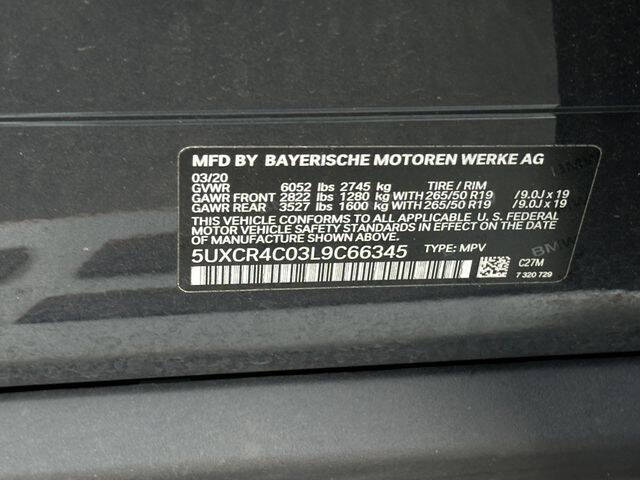 MFD BY BAYERISCHE MOTOREN WERKE AG
03/20
GVWR 6052 lbs 2745 kg TIRE / RIM
GAWR FRONT 2822 lbs 1280 kg WITH 265/50 R19 /9.0J x 19
GAWR REAR 3527 lbs 1600 kg WITH 265/50 R19 /9.0J x 19
THIS VEHICLE CONFORMS TO ALL APPLICABLE U. S. FEDERAL
MOTOR VEHICLE SAFETY STANDARDS IN EFFECT ON THE
DATE OF MANUFACTURE SHOWN ABOVE.
5UXCR4C03L9C66345 TYPE: MPV
C27M
7 320 729
BMW
BMW